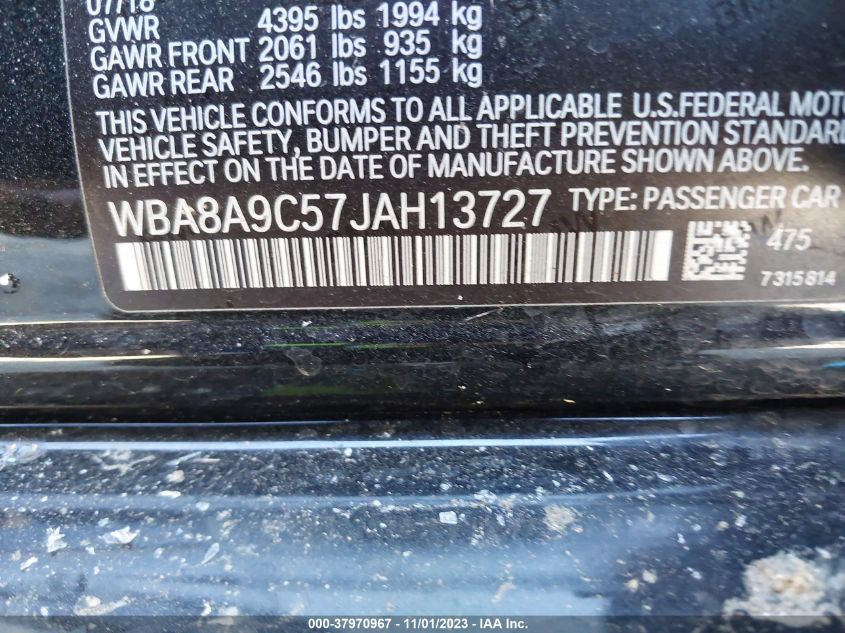 07/18
GVWR 4395 lbs 1994 kg
GAWR FRONT 2061 lbs 935 kg
GAWR REAR 2546 lbs 1155 kg
THIS VEHICLE CONFORMS TO ALL APPLICABLE U.S.FEDERAL MOTO
VEHICLE SAFETY, BUMPER AND THEFT PREVENTION STANDARD
IN EFFECT ON THE DATE OF MANUFACTURE SHOWN ABOVE.
WBA8A9C57JAH13727 TYPE: PASSENGER CAR
475
7315814
000-37970967 - 11/01/2023 - IAA Inc.